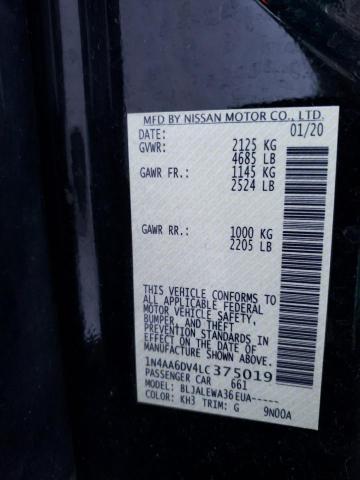 MFD BY NISSAN MOTOR CO., LTD.
DATE: 01/20
GVWR: 2125 KG
4685 LB
GAWR FR.: 1145 KG
2524 LB
GAWR RR.: 1000 KG
2205 LB
THIS VEHICLE CONFORMS TO
ALL APPLICABLE FEDERAL
MOTOR VEHICLE SAFETY,
BUMPER, AND THEFT
PREVENTION STANDARDS IN
EFFECT ON THE DATE OF
MANUFACTURE SHOWN ABOVE.
1N4AA6DV4LC375019
PASSENGER CAR 661
MODEL: BLJALEWA36EUA-----
COLOR: KH3 TRIM: G 9N00A